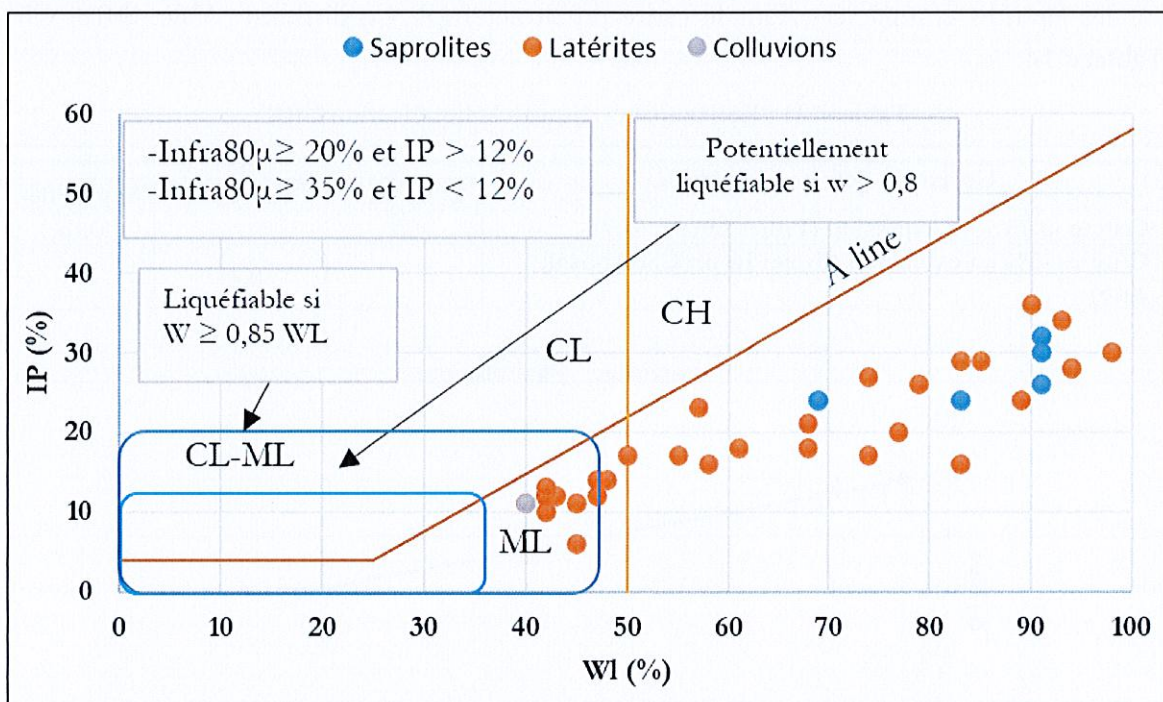 Saprolites Latérites Colluvions
60
50
40
30
20
10
0
IP (%)
-Infra80µ ≥ 20% et IP > 12%
-Infra80µ ≥ 35% et IP < 12%
Potentiellement
liquéfiable si w > 0,8
Liquéfiable si
W ≥ 0,85 WL
A line
CH
CL
CL-ML
ML
0 10 20 30 40 50 60 70 80 90 100
Wl (%)